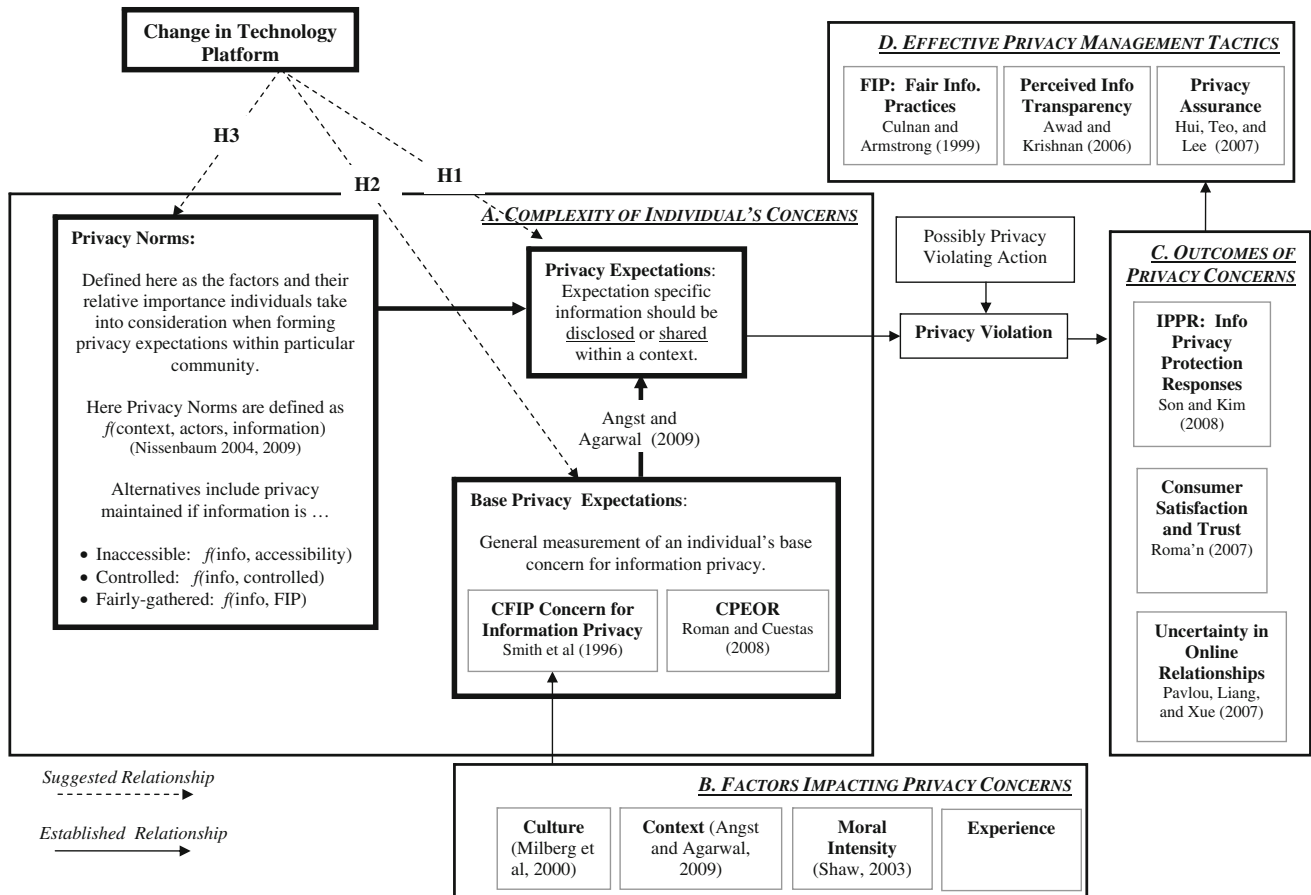 Change in Technology
Platform
H3
H2
H1
D. EFFECTIVE PRIVACY MANAGEMENT TACTICS
FIP: Fair Info.
Practices
Culnan and
Armstrong (1999)
Perceived Info
Transparency
Awad and
Krishnan (2006)
Privacy
Assurance
Hui, Teo, and
Lee (2007)
A. COMPLEXITY OF INDIVIDUAL'S CONCERNS
Privacy Norms:
Defined here as the factors and their
relative importance individuals take
into consideration when forming
privacy expectations within particular
community.
Here Privacy Norms are defined as
f(context, actors, information)
(Nissenbaum 2004, 2009)
Alternatives include privacy
maintained if information is …
• Inaccessible: f(info, accessibility)
• Controlled: f(info, controlled)
• Fairly-gathered: f(info, FIP)
Privacy Expectations:
Expectation specific
information should be
disclosed or shared
within a context.
Angst and
Agarwal (2009)
Base Privacy Expectations:
General measurement of an individual's base
concern for information privacy.
CFIP Concern for
Information Privacy
Smith et al (1996)
CPEOR
Roman and Cuestas
(2008)
Possibly Privacy
Violating Action
Privacy Violation
C. OUTCOMES OF
PRIVACY CONCERNS
IPPR: Info
Privacy
Protection
Responses
Son and Kim
(2008)
Consumer
Satisfaction
and Trust
Roma'n (2007)
Uncertainty in
Online
Relationships
Pavlou, Liang,
and Xue (2007)
B. FACTORS IMPACTING PRIVACY CONCERNS
Culture
(Milberg et
al, 2000)
Context (Angst
and Agarwal,
2009)
Moral
Intensity
(Shaw, 2003)
Experience
Suggested Relationship
Established Relationship